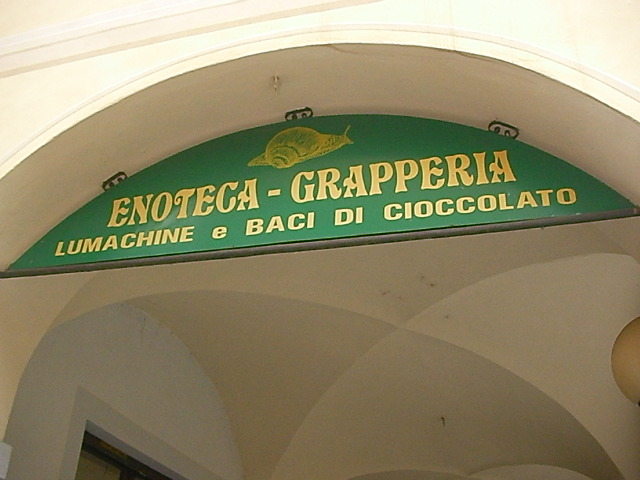 ENOTECA - GRAPPERIA
LUMACHINE e BACI DI CIOCCOLATO